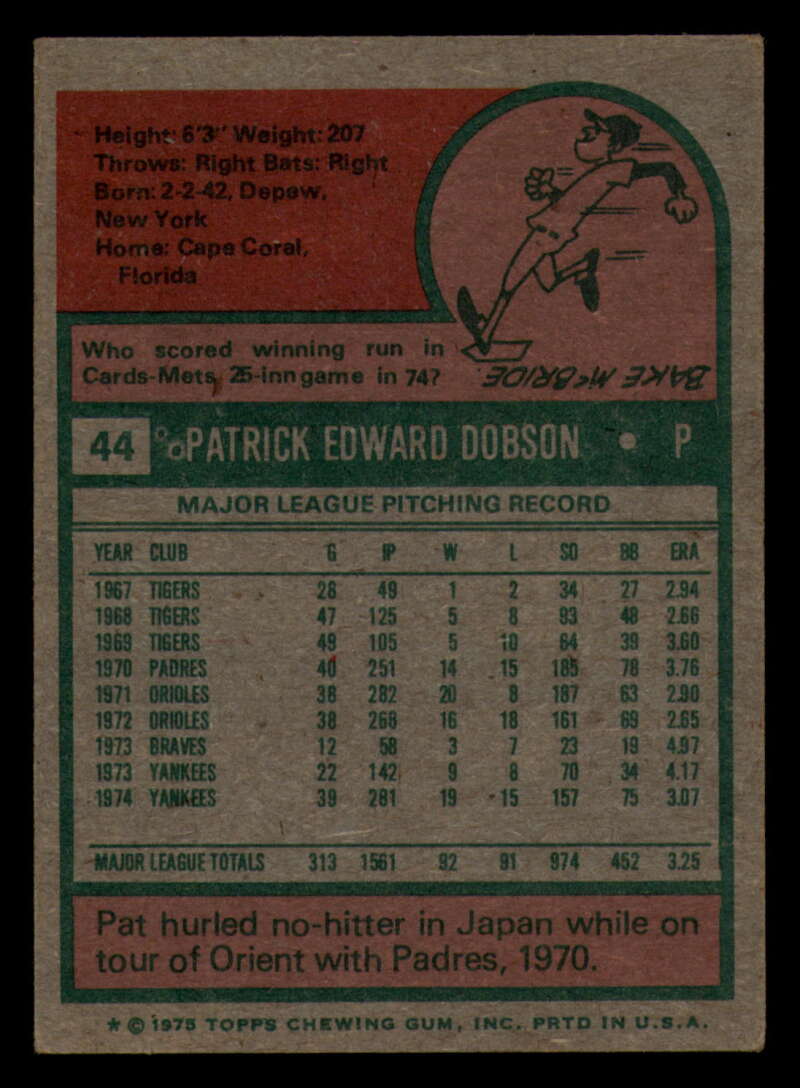 Height: 6'3" Weight: 207
Throws: Right Bats: Right
Born: 2-2-42, Depew,
New York
Home: Cape Coral,
Florida
Who scored winning run in
Cards-Mets, 25-inn game in 74?
BAKE McBRIDE.
44 PATRICK EDWARD DOBSON • P
MAJOR LEAGUE PITCHING RECORD
YEAR CLUB G IP W L SO BB ERA
1967 TIGERS 28 49 1 2 34 27 2.94
1968 TIGERS 47 125 5 8 93 48 2.66
1969 TIGERS 49 105 5 10 64 39 3.60
1970 PADRES 40 251 14 15 185 78 3.76
1971 ORIOLES 38 282 20 8 187 63 2.90
1972 ORIOLES 38 268 16 18 161 69 2.65
1973 BRAVES 12 58 3 7 23 19 4.97
1973 YANKEES 22 142 9 8 70 34 4.17
1974 YANKEES 39 281 19 15 157 75 3.07
MAJOR LEAGUE TOTALS 313 1561 92 91 974 452 3.25
Pat hurled no-hitter in Japan while on
tour of Orient with Padres, 1970.
* © 1975 TOPPS CHEWING GUM, INC. PRTD IN U.S.A.